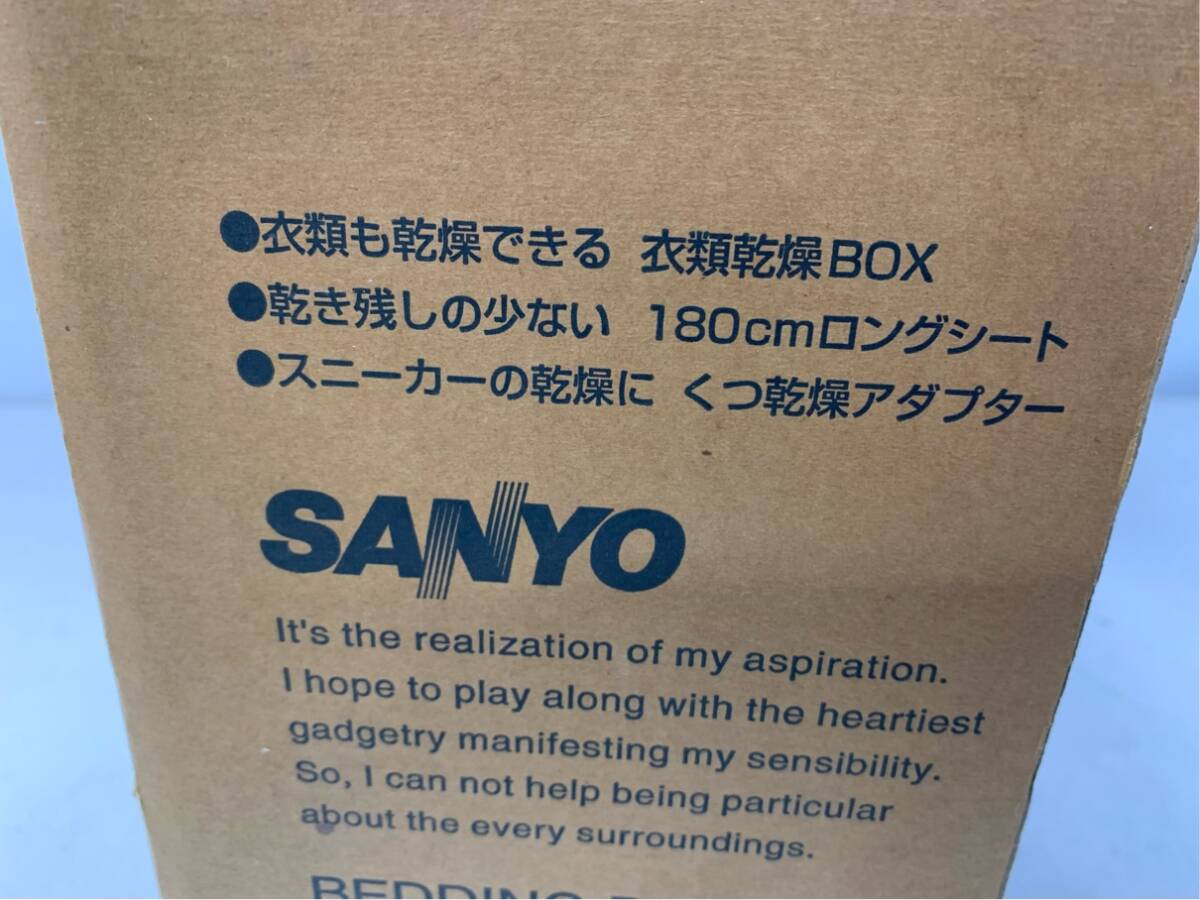 ●衣類も乾燥できる 衣類乾燥BOX
●乾き残しの少ない 180cmロングシート
●スニーカーの乾燥に くつ乾燥アダプター
SANYO
It's the realization of my aspiration.
I hope to play along with the heartiest
gadgetry manifesting my sensibility.
So, I can not help being particular
about the every surroundings.
BEDDING